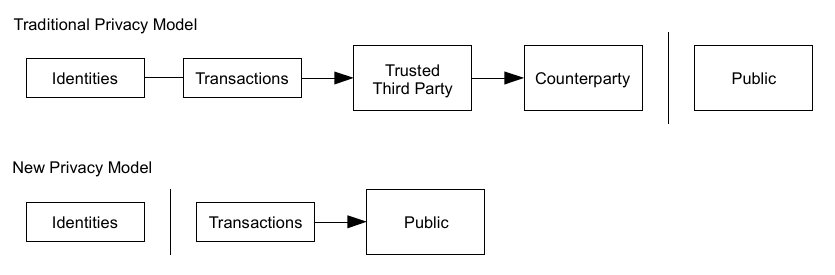 Traditional Privacy Model
Identities
Transactions
Trusted
Third Party
Counterparty
Public
New Privacy Model
Identities
Transactions
Public